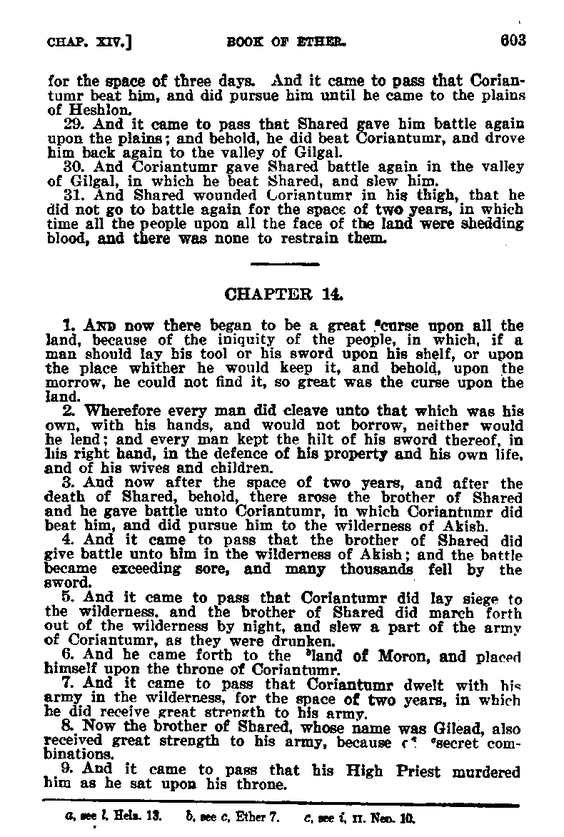 CHAP. XIV.] BOOK OF ETHER. 603
for the space of three days. And it came to pass that Corian-
tumr beat him, and did pursue him until he came to the plains
of Heshlon.
29. And it came to pass that Shared gave him battle again
upon the plains; and behold, he did beat Coriantumr, and drove
him back again to the valley of Gilgal.
30. And Coriantumr gave Shared battle again in the valley
of Gilgal, in which he beat Shared, and slew him.
31. And Shared wounded Coriantumr in his thigh, that he
did not go to battle again for the space of two years, in which
time all the people upon all the face of the land were shedding
blood, and there was none to restrain them.
CHAPTER 14.
1. AND now there began to be a great ᵃcurse upon all the
land, because of the iniquity of the people, in which, if a
man should lay his tool or his sword upon his shelf, or upon
the place whither he would keep it, and behold, upon the
morrow, he could not find it, so great was the curse upon the
land.
2. Wherefore every man did cleave unto that which was his
own, with his hands, and would not borrow, neither would
he lend; and every man kept the hilt of his sword thereof, in
his right hand, in the defence of his property and his own life,
and of his wives and children.
3. And now after the space of two years, and after the
death of Shared, behold, there arose the brother of Shared
and he gave battle unto Coriantumr, in which Coriantumr did
beat him, and did pursue him to the wilderness of Akish.
4. And it came to pass that the brother of Shared did
give battle unto him in the wilderness of Akish; and the battle
became exceeding sore, and many thousands fell by the
sword.
5. And it came to pass that Coriantumr did lay siege to
the wilderness, and the brother of Shared did march forth
out of the wilderness by night, and slew a part of the army
of Coriantumr, as they were drunken.
6. And he came forth to the ᵇland of Moron, and placed
himself upon the throne of Coriantumr.
7. And it came to pass that Coriantumr dwelt with his
army in the wilderness, for the space of two years, in which
he did receive great strength to his army.
8. Now the brother of Shared, whose name was Gilead, also
received great strength to his army, because ᶜsecret com-
binations.
9. And it came to pass that his High Priest murdered
him as he sat upon his throne.
a, see l, Hela. 13. b, see c, Ether 7. c, see i, II. Nep. 10.